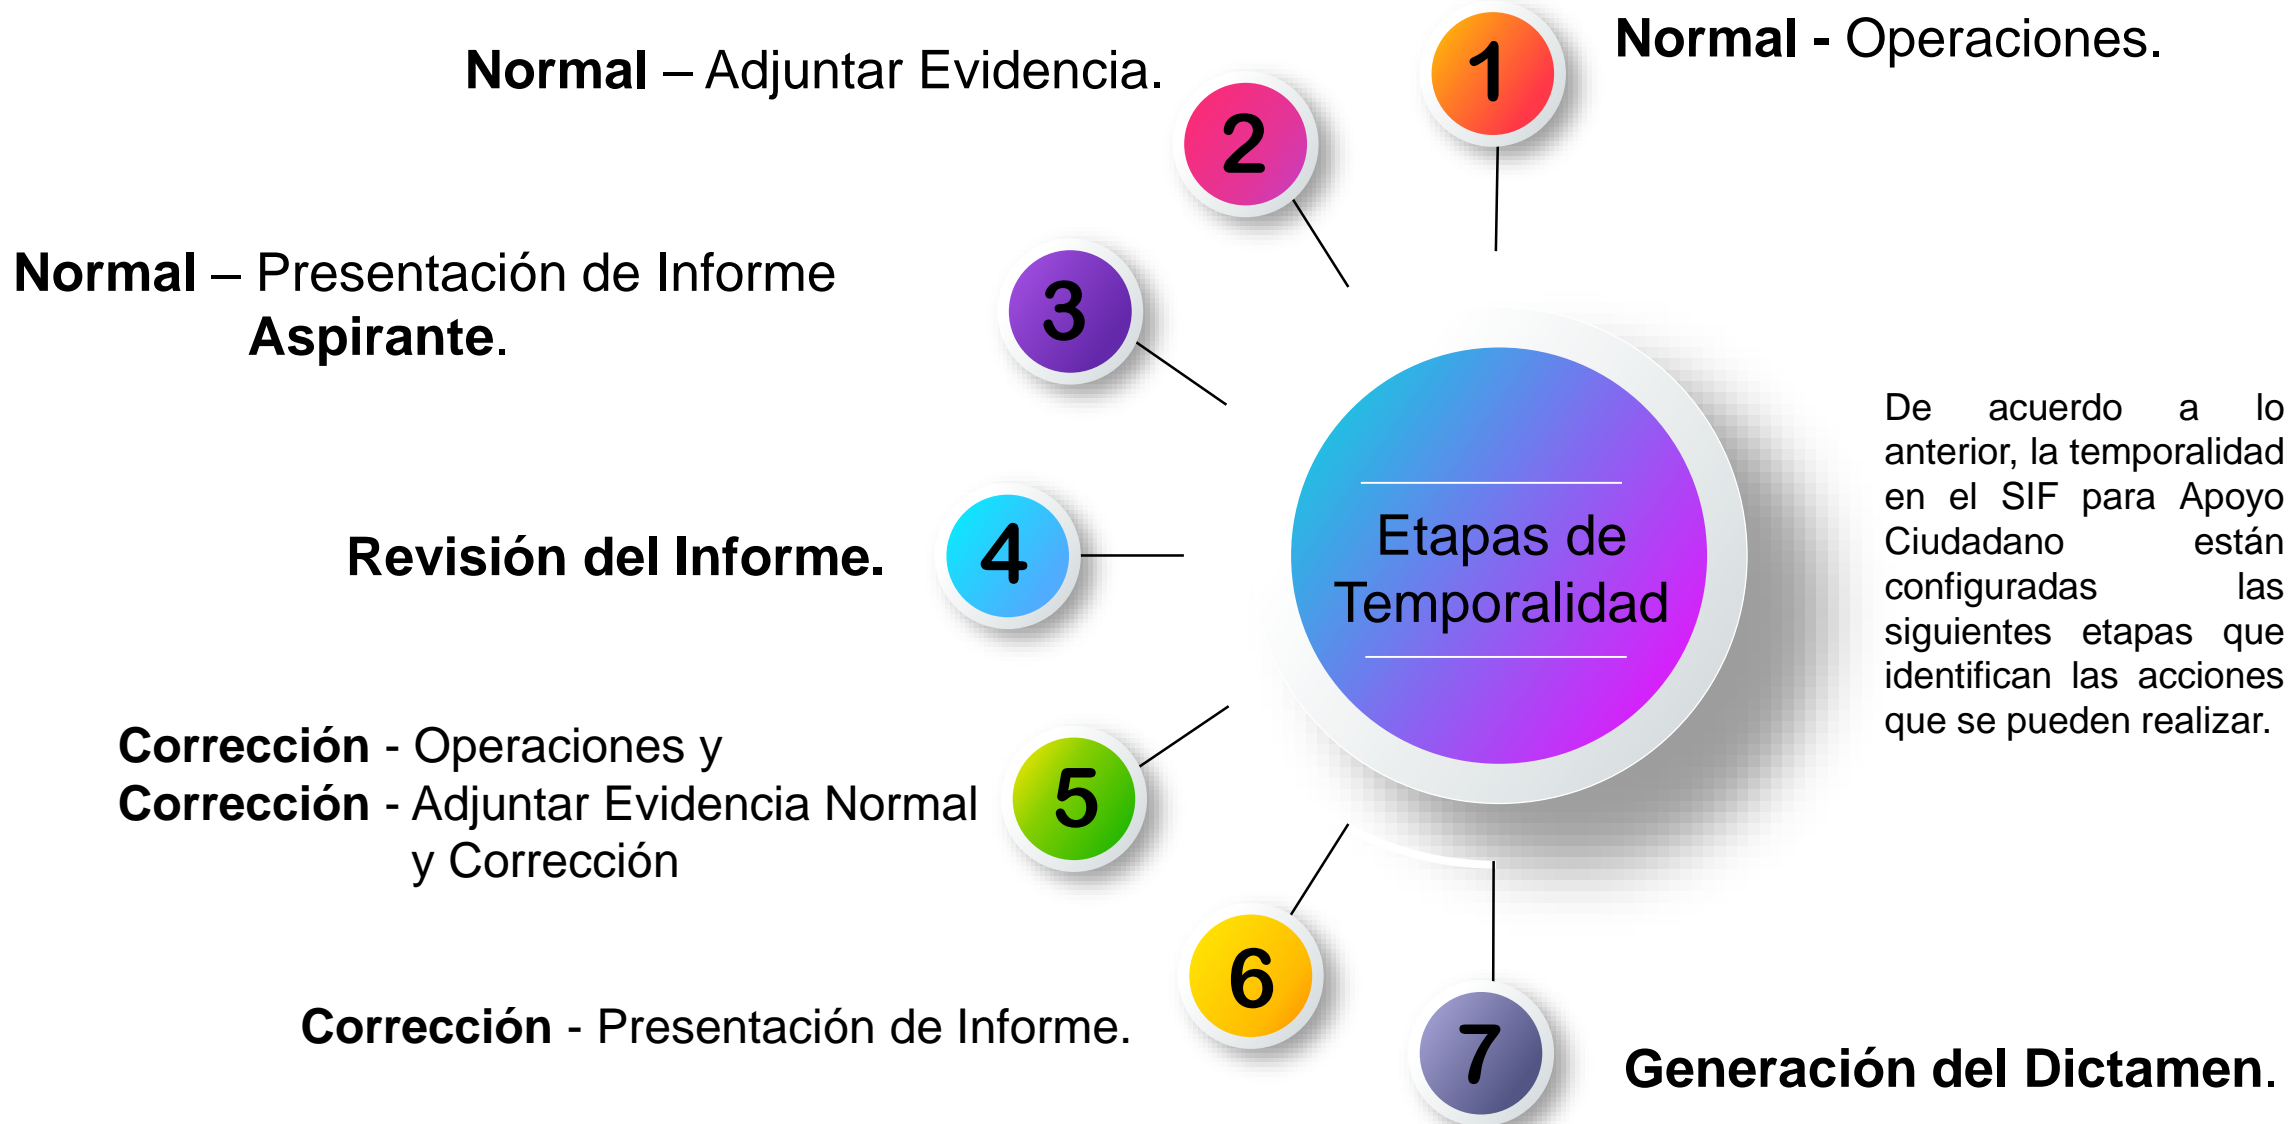 1
Normal - Operaciones.
2
Normal – Adjuntar Evidencia.
3
Normal – Presentación de Informe
Aspirante.
4
Revisión del Informe.
5
Corrección - Operaciones y
Corrección - Adjuntar Evidencia Normal
y Corrección
6
Corrección - Presentación de Informe.
7
Generación del Dictamen.
Etapas de
Temporalidad
De acuerdo a lo
anterior, la temporalidad
en el SIF para Apoyo
Ciudadano están
configuradas las
siguientes etapas que
identifican las acciones
que se pueden realizar.